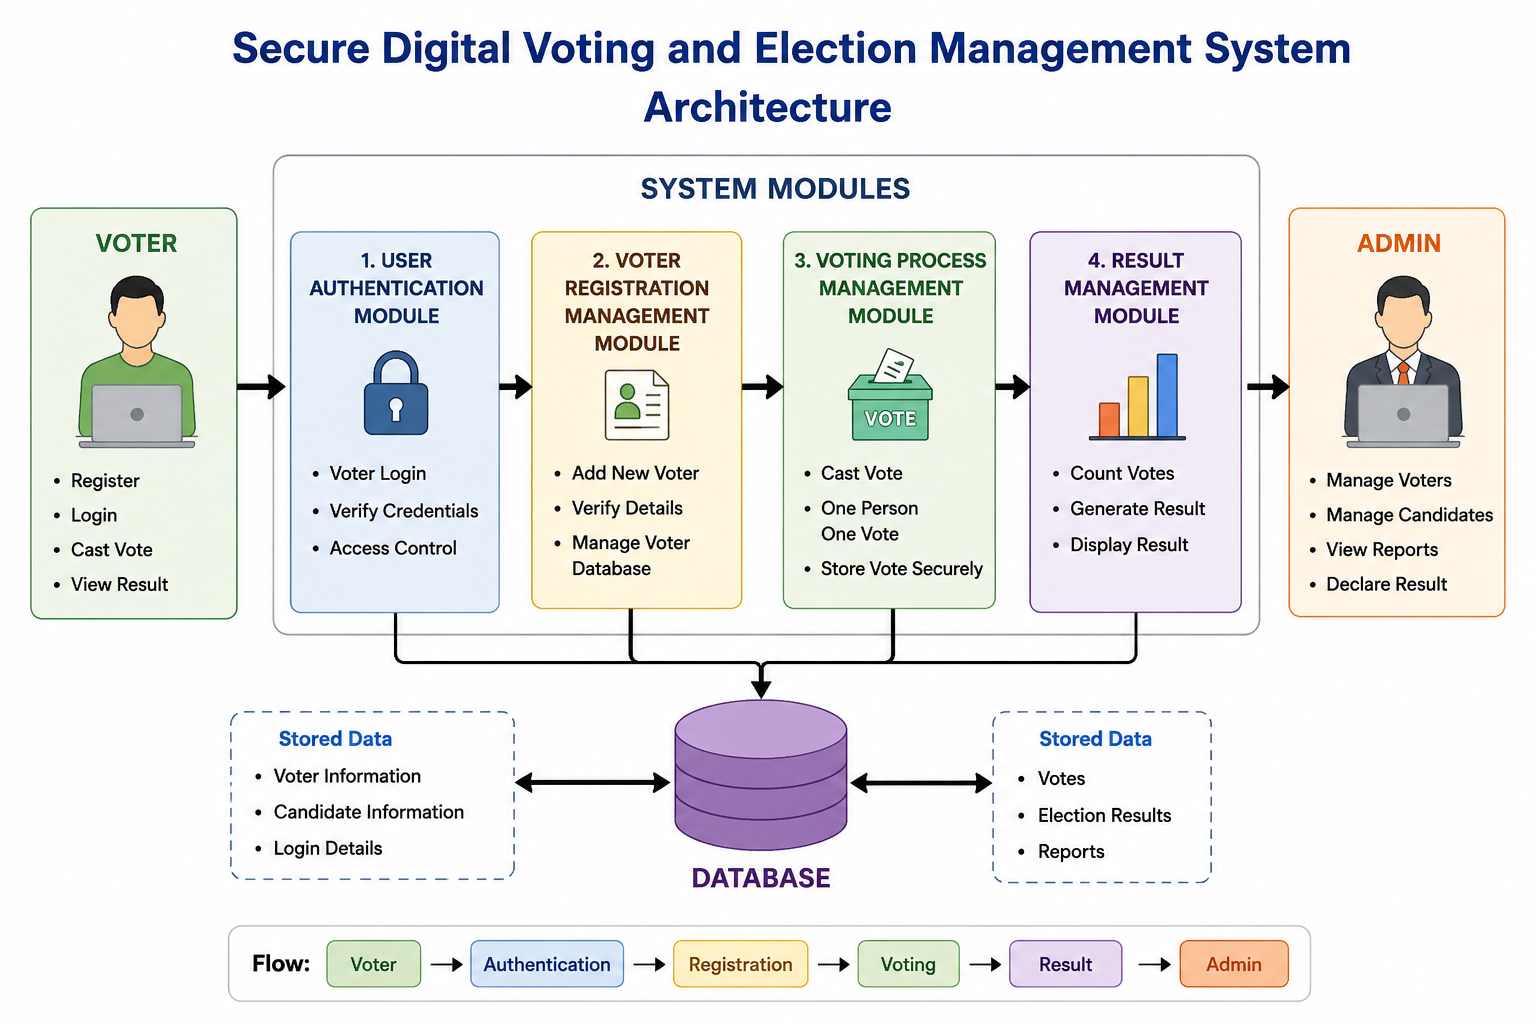 Secure Digital Voting and Election Management System
Architecture
SYSTEM MODULES
VOTER
• Register
• Login
• Cast Vote
• View Result
1. USER
AUTHENTICATION
MODULE
• Voter Login
• Verify Credentials
• Access Control
2. VOTER
REGISTRATION
MANAGEMENT
MODULE
• Add New Voter
• Verify Details
• Manage Voter
Database
3. VOTING PROCESS
MANAGEMENT
MODULE
VOTE
• Cast Vote
• One Person
One Vote
• Store Vote Securely
4. RESULT
MANAGEMENT
MODULE
• Count Votes
• Generate Result
• Display Result
ADMIN
• Manage Voters
• Manage Candidates
• View Reports
• Declare Result
Stored Data
• Voter Information
• Candidate Information
• Login Details
DATABASE
Stored Data
• Votes
• Election Results
• Reports
Flow: Voter Authentication Registration Voting Result Admin